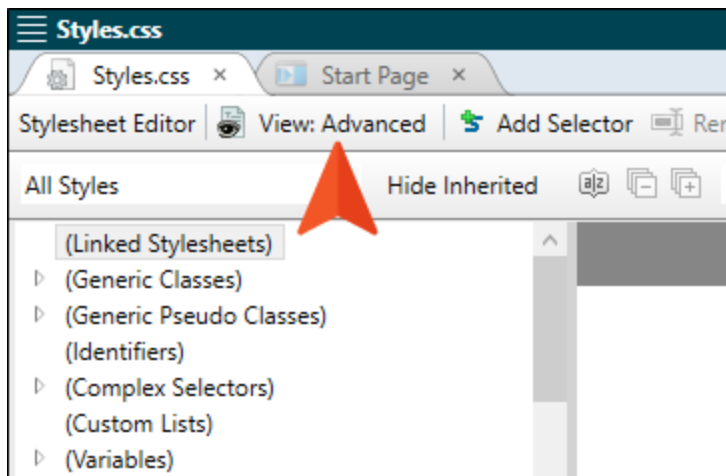 Styles.css
Styles.css × Start Page ×
Stylesheet Editor View: Advanced Add Selector
All Styles Hide Inherited a|z
(Linked Stylesheets)
(Generic Classes)
(Generic Pseudo Classes)
(Identifiers)
(Complex Selectors)
(Custom Lists)
(Variables)